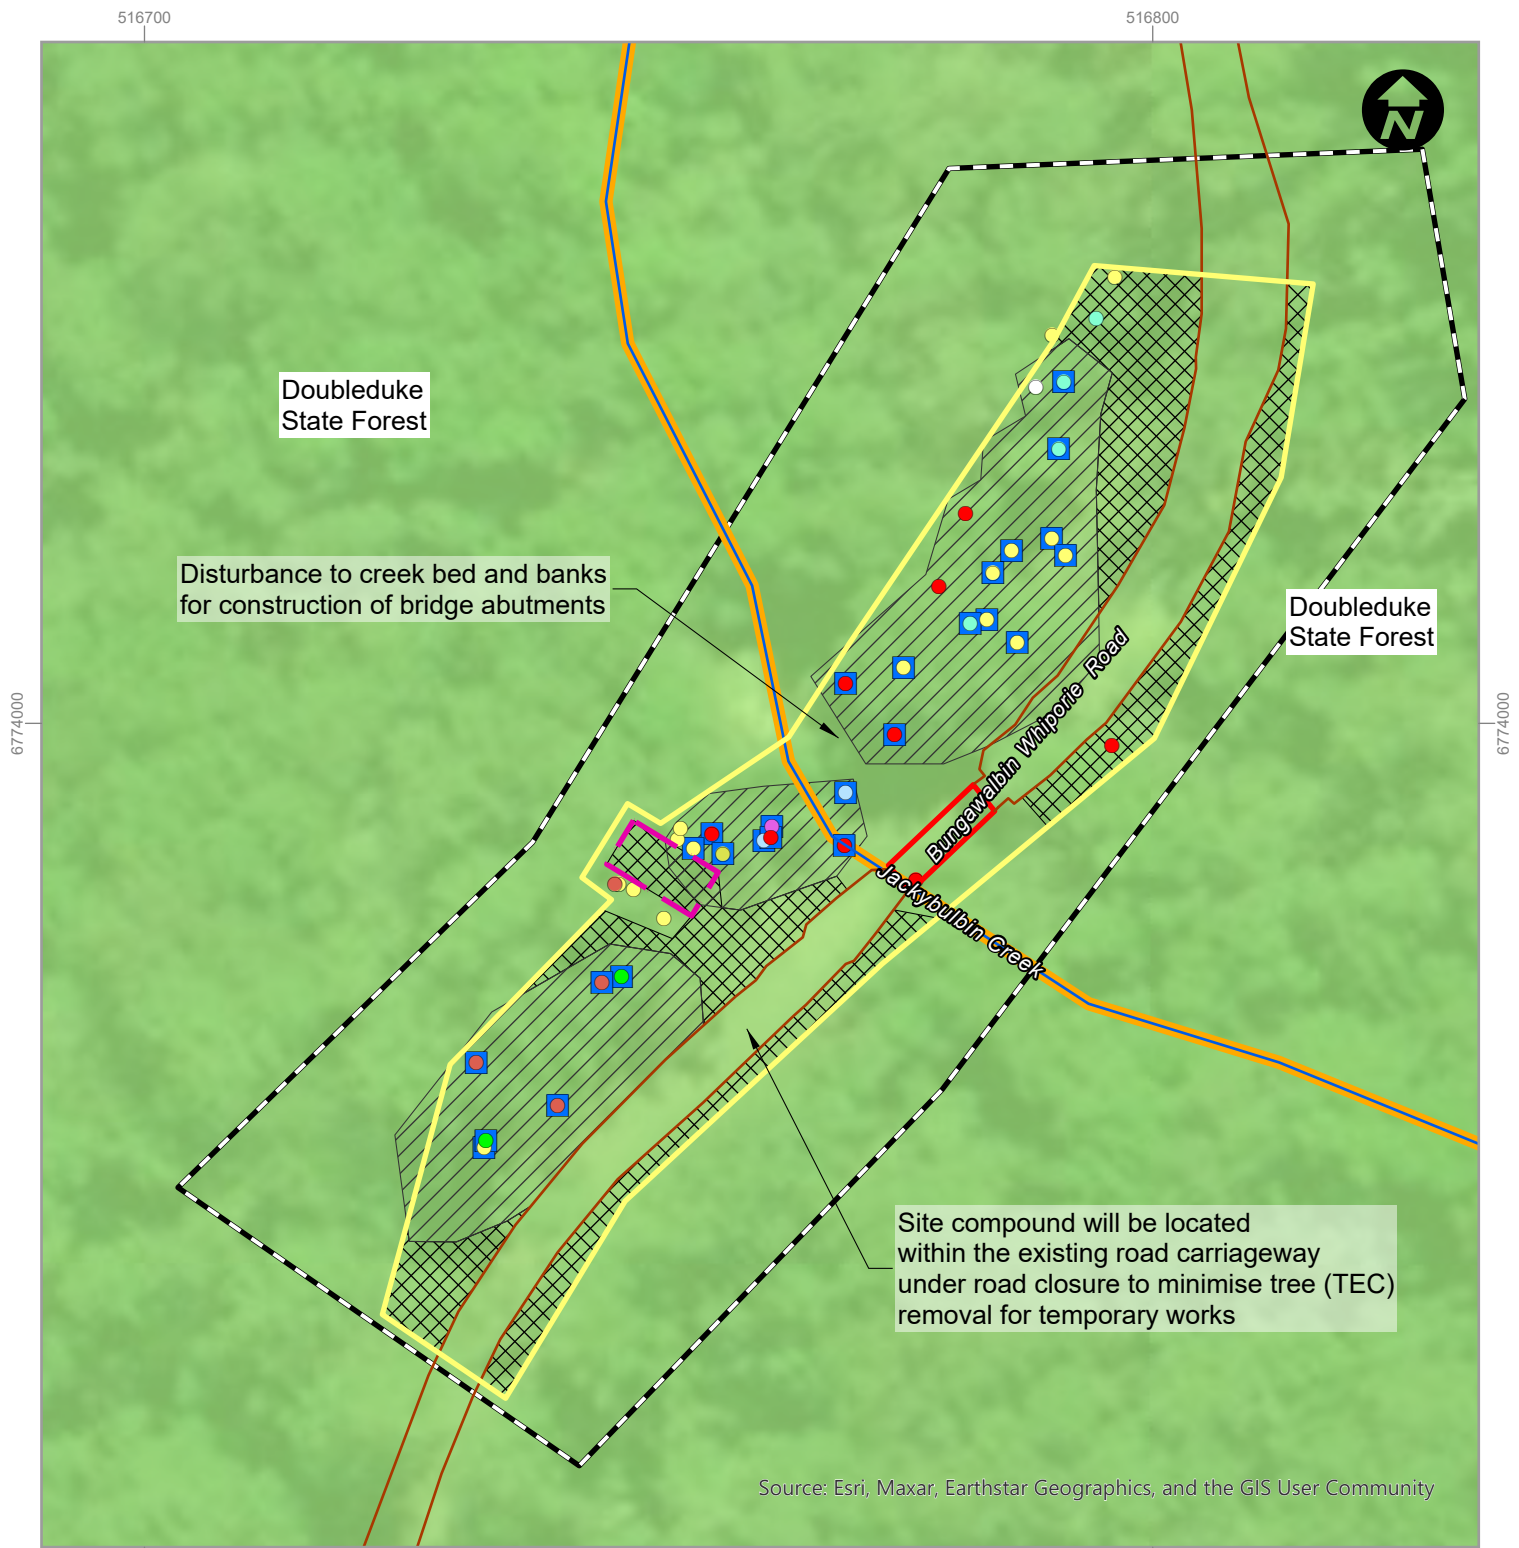 516700
516800
N
Doubleduke
State Forest
Disturbance to creek bed and banks
for construction of bridge abutments
Doubleduke
State Forest
Bungawalbin Whiporie Road
6774000
6774000
Jackybulbin Creek
Site compound will be located
within the existing road carriageway
under road closure to minimise tree (TEC)
removal for temporary works
Source: Esri, Maxar, Earthstar Geographics, and the GIS User Community